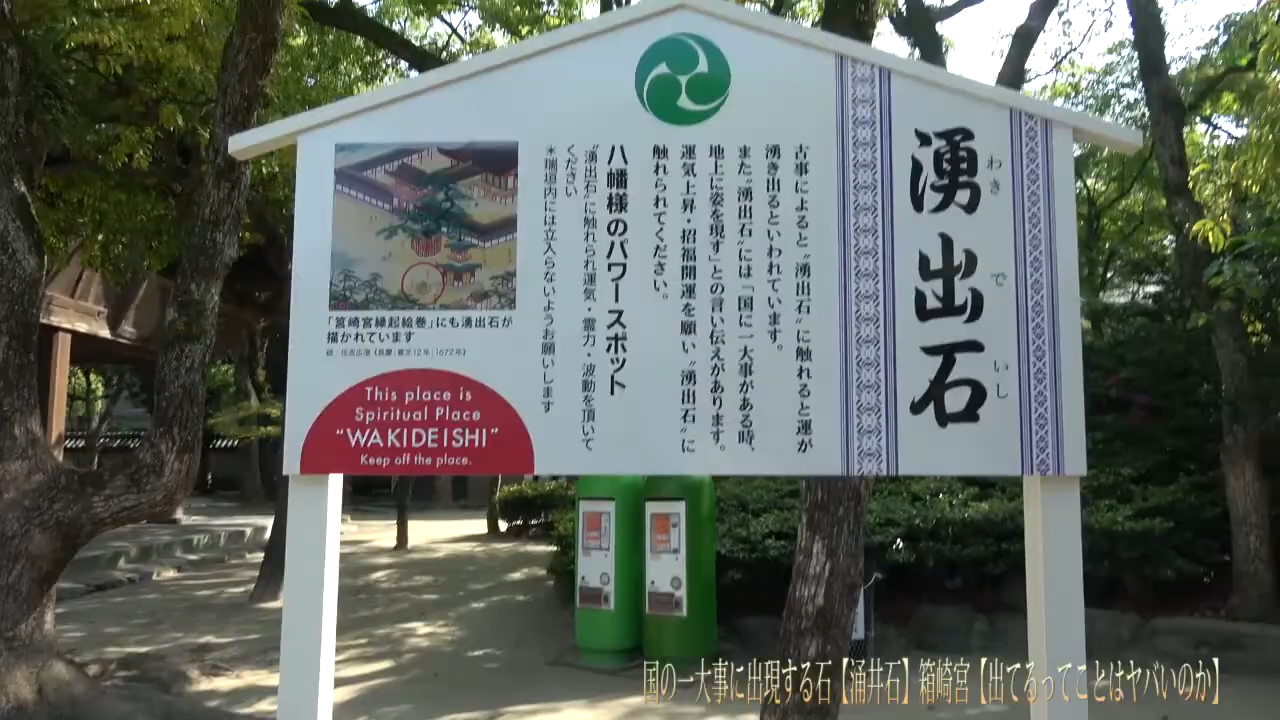 湧出石
わきでいし
古事によると〝湧出石〟に触れると運が
湧き出るといわれています。
また〝湧出石〟には「国に一大事がある時、
地上に姿を現す」との言い伝えがあります。
運気上昇・招福開運を願い〝湧出石〟に
触れられてください。
八幡様のパワースポット
〝湧出石〟に触れられ運気・霊力・波動を頂いて
ください
＊瑞垣内には立入らないようお願いします
「筥崎宮縁起絵巻」にも湧出石が
描かれています
This place is
Spiritual Place
“WAKIDEISHI”
Keep off the place.
国の一大事に出現する石【涌井石】箱崎宮【出てるってことはヤバいのか】